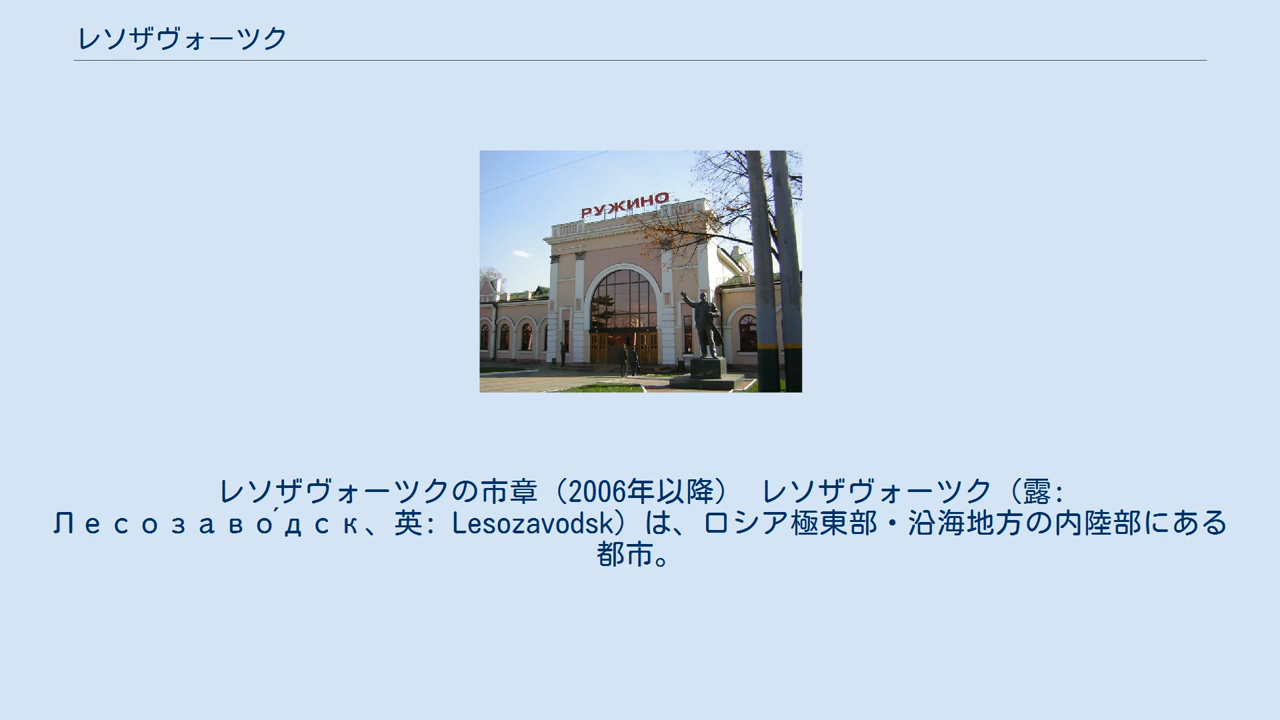 レソザヴォーツク
РУЖИНО
レソザヴォーツクの市章（2006年以降） レソザヴォーツク（露:
Лесозаво́дск、英: Lesozavodsk）は、ロシア極東部・沿海地方の内陸部にある
都市。